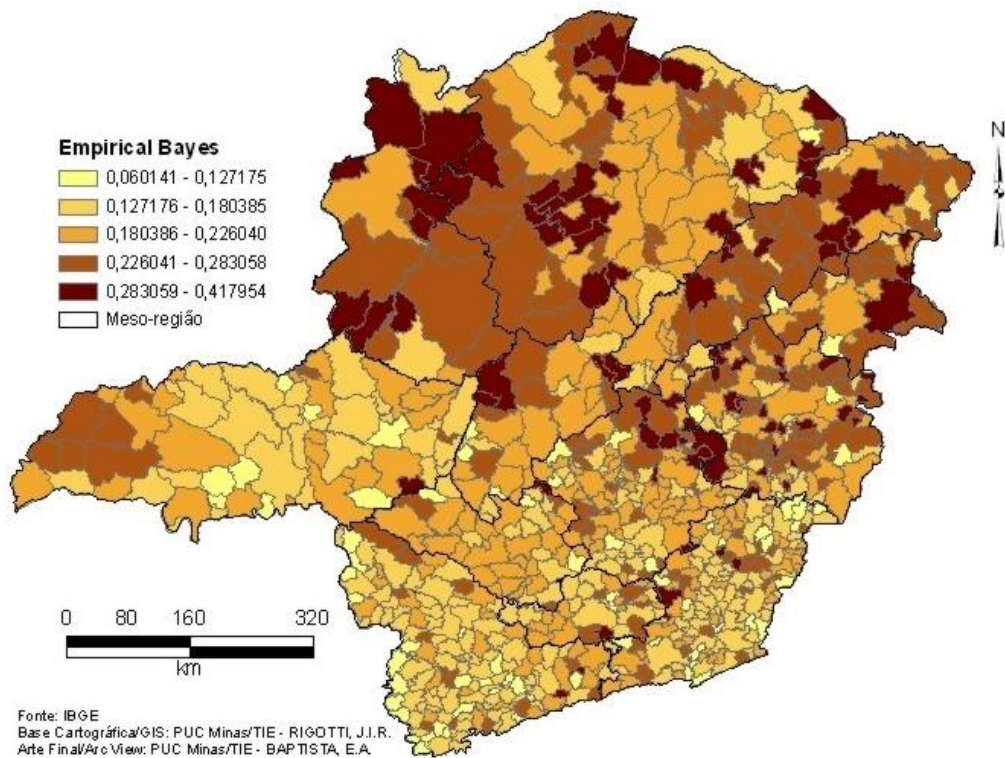 N
Empirical Bayes
0,060141 - 0,127175
0,127176 - 0,180385
0,180386 - 0,226040
0,226041 - 0,283058
0,283059 - 0,417954
Meso-região
0 80 160 320
km
Fonte: IBGE
Base Cartográfica/GIS: PUC Minas/TIE - RIGOTTI, J.I.R.
Arte Final/Arc View: PUC Minas/TIE - BAPTISTA, E.A.